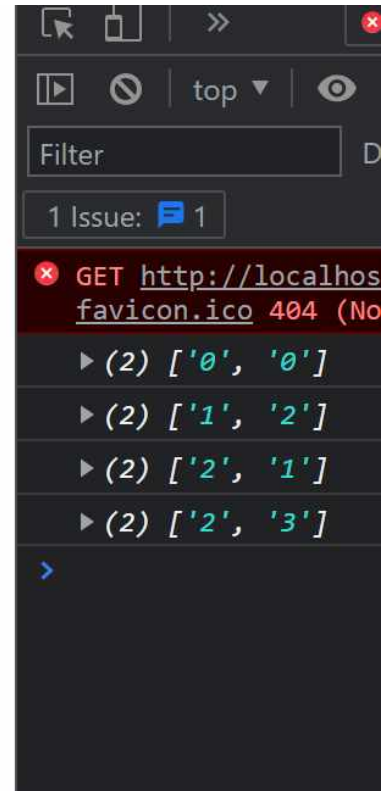 top
Filter
1 Issue: 1
GET http://localhos
favicon.ico 404 (No
(2) ['0', '0']
(2) ['1', '2']
(2) ['2', '1']
(2) ['2', '3']